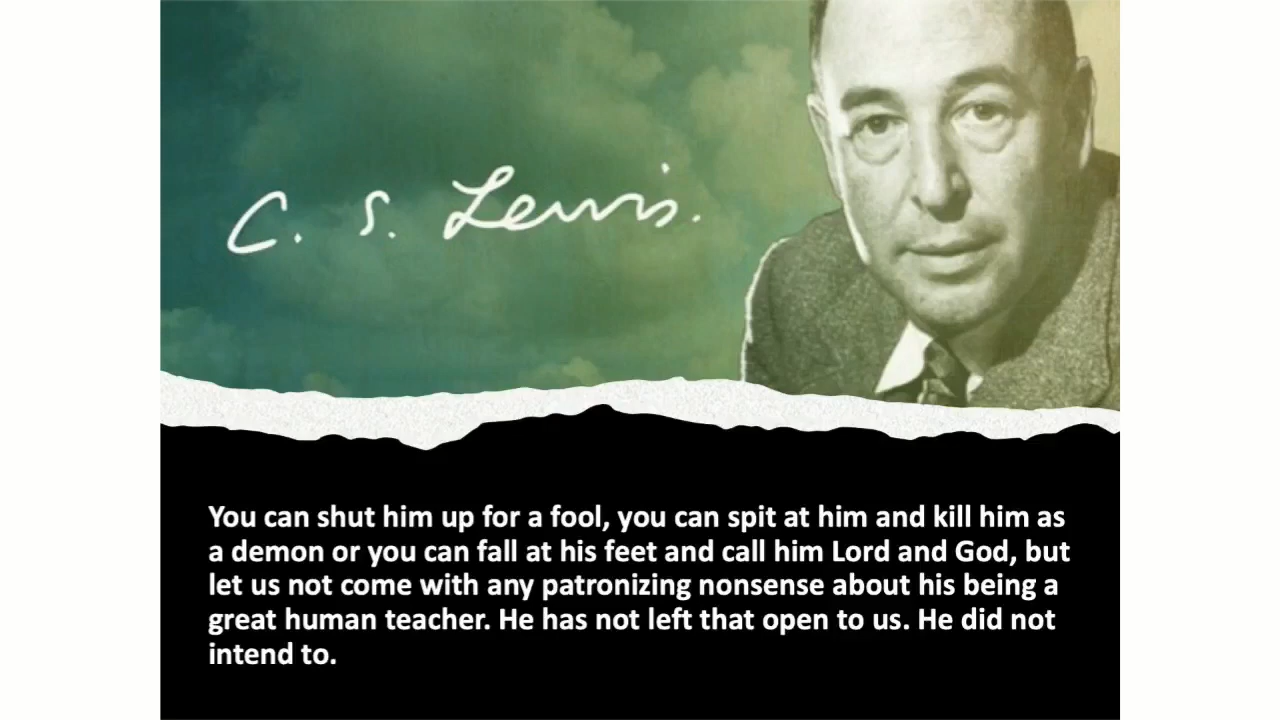 C. S. Lewis.
You can shut him up for a fool, you can spit at him and kill him as
a demon or you can fall at his feet and call him Lord and God, but
let us not come with any patronizing nonsense about his being a
great human teacher. He has not left that open to us. He did not
intend to.